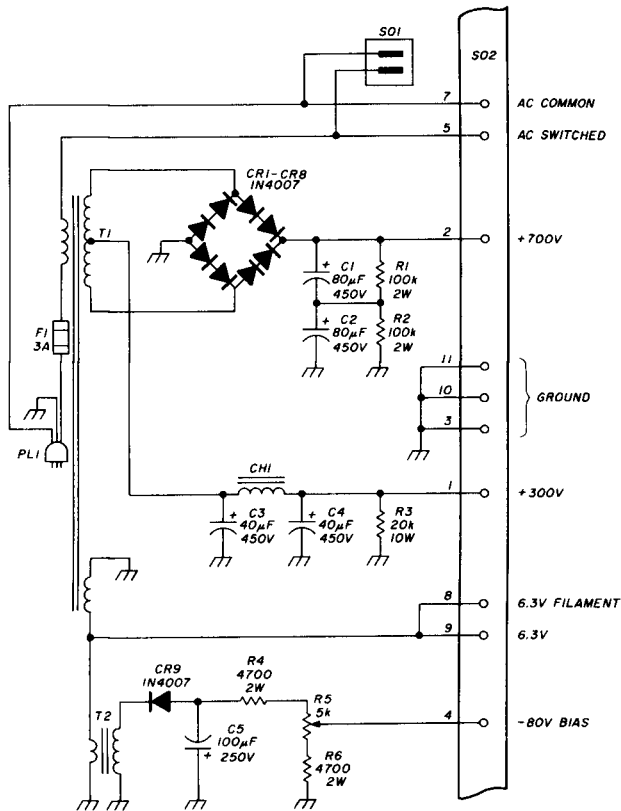 SO1
SO2
7
AC COMMON
5
AC SWITCHED
CR1-CR8
1N4007
T1
2
+700V
+
C1
80µF
450V
R1
100k
2W
+
C2
80µF
450V
R2
100k
2W
F1
3A
11
10
GROUND
3
PL1
CH1
1
+300V
+
C3
40µF
450V
+
C4
40µF
450V
R3
20k
10W
8
6.3V FILAMENT
9
6.3V
CR9
1N4007
R4
4700
2W
R5
5k
4
-80V BIAS
T2
C5
100µF
250V
+
R6
4700
2W